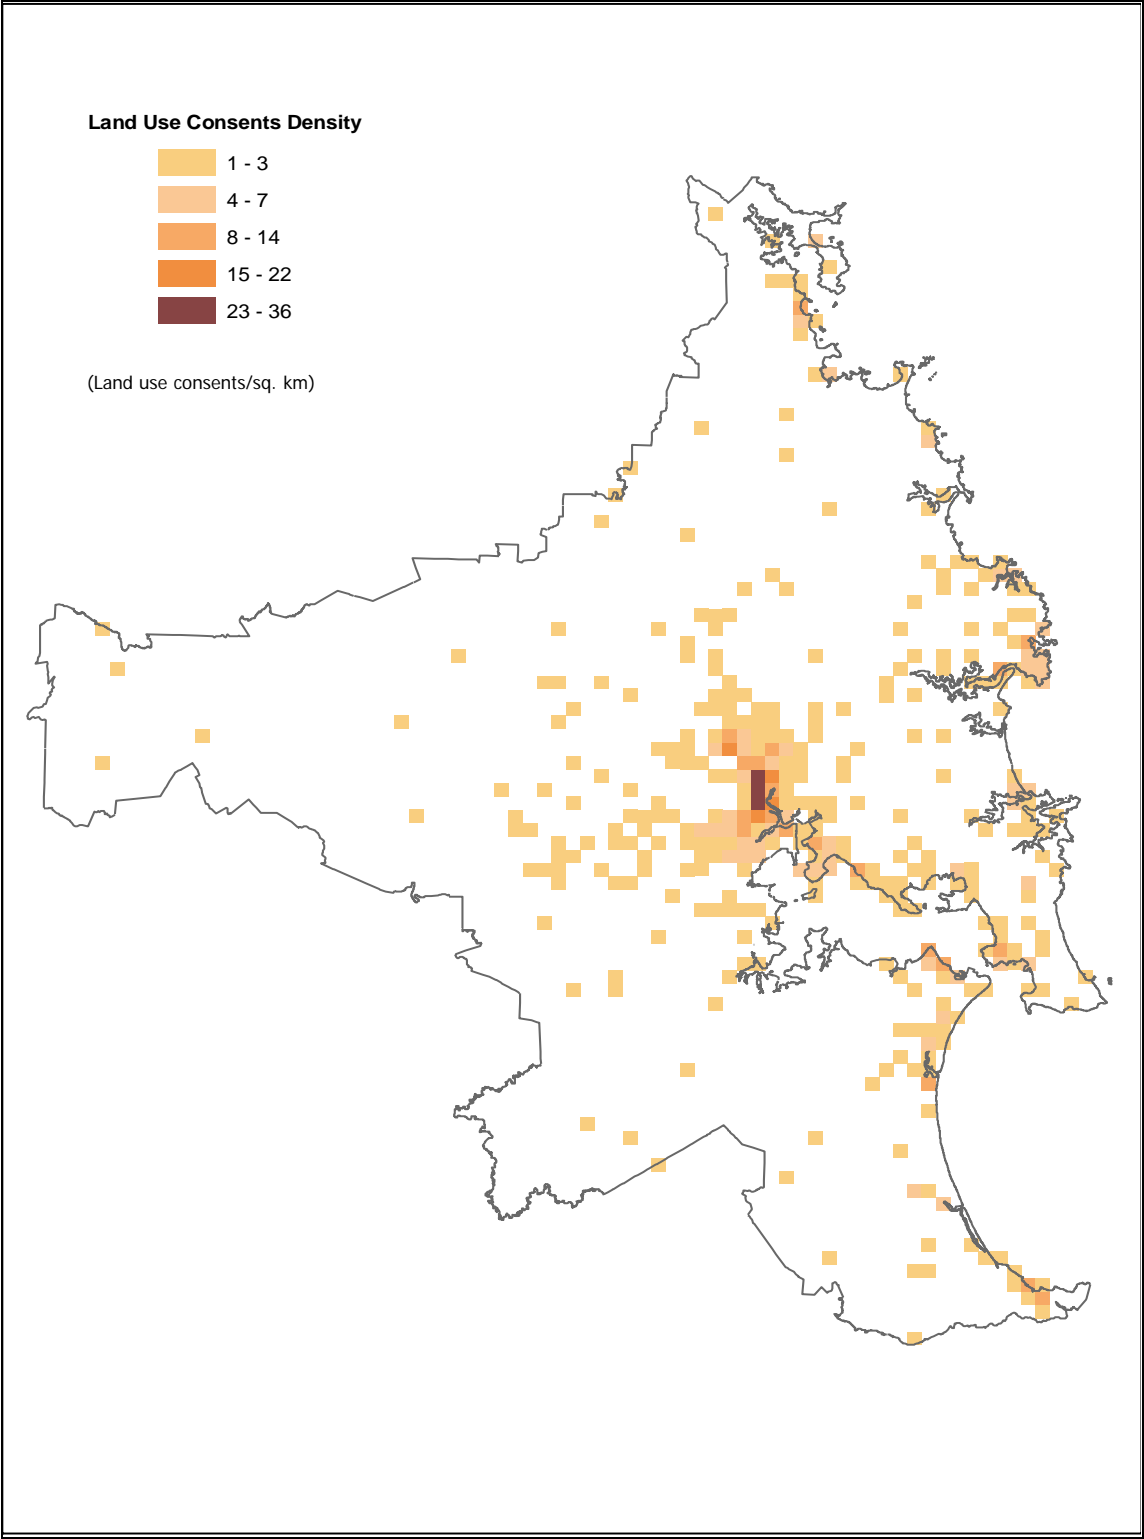 Land Use Consents Density
1 - 3
4 - 7
8 - 14
15 - 22
23 - 36
(Land use consents/sq. km)